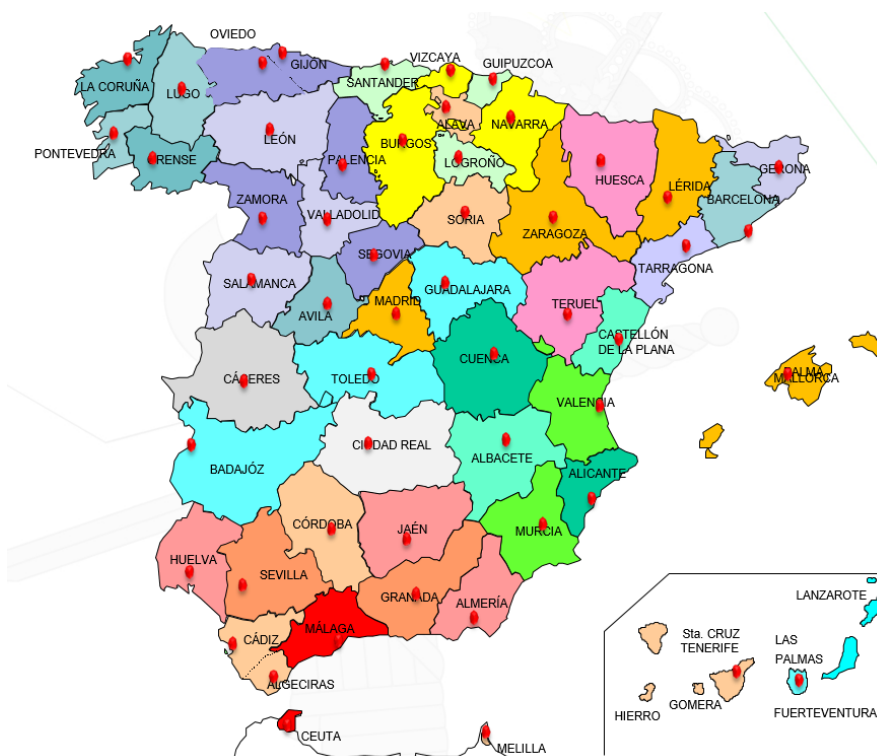 OVIEDO
GIJÓN
VIZCAYA
GUIPUZCOA
LA CORUÑA
LUGO
SANTANDER
ALAVA
NAVARRA
PONTEVEDRA
ORENSE
LEÓN
PALENCIA
BURGOS
LOGROÑO
HUESCA
LÉRIDA
GERONA
BARCELONA
ZAMORA
VALLADOLID
SORIA
ZARAGOZA
SEGOVIA
TARRAGONA
SALAMANCA
AVILA
MADRID
GUADALAJARA
TERUEL
CASTELLÓN
DE LA PLANA
CÁCERES
TOLEDO
CUENCA
VALENCIA
PALMA
MALLORCA
BADAJÓZ
CIUDAD REAL
ALBACETE
ALICANTE
CÓRDOBA
JAÉN
MURCIA
HUELVA
SEVILLA
GRANADA
ALMERÍA
CÁDIZ
MÁLAGA
ALGECIRAS
CEUTA
MELILLA
LANZAROTE
Sta. CRUZ
TENERIFE
LAS
PALMAS
HIERRO
GOMERA
FUERTEVENTURA